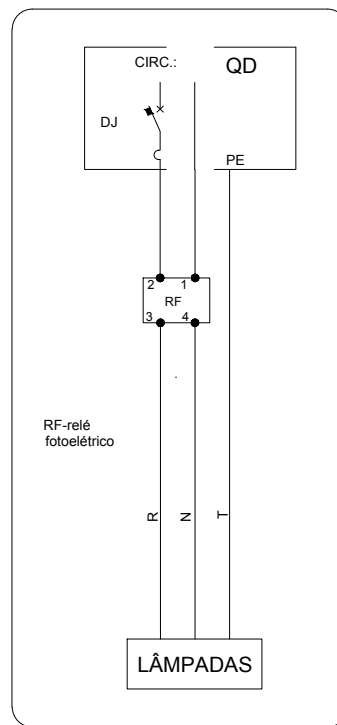 CIRC.: QD
DJ
PE
2 1
RF
3 4
RF-relé
fotoelétrico
R N T
LÂMPADAS